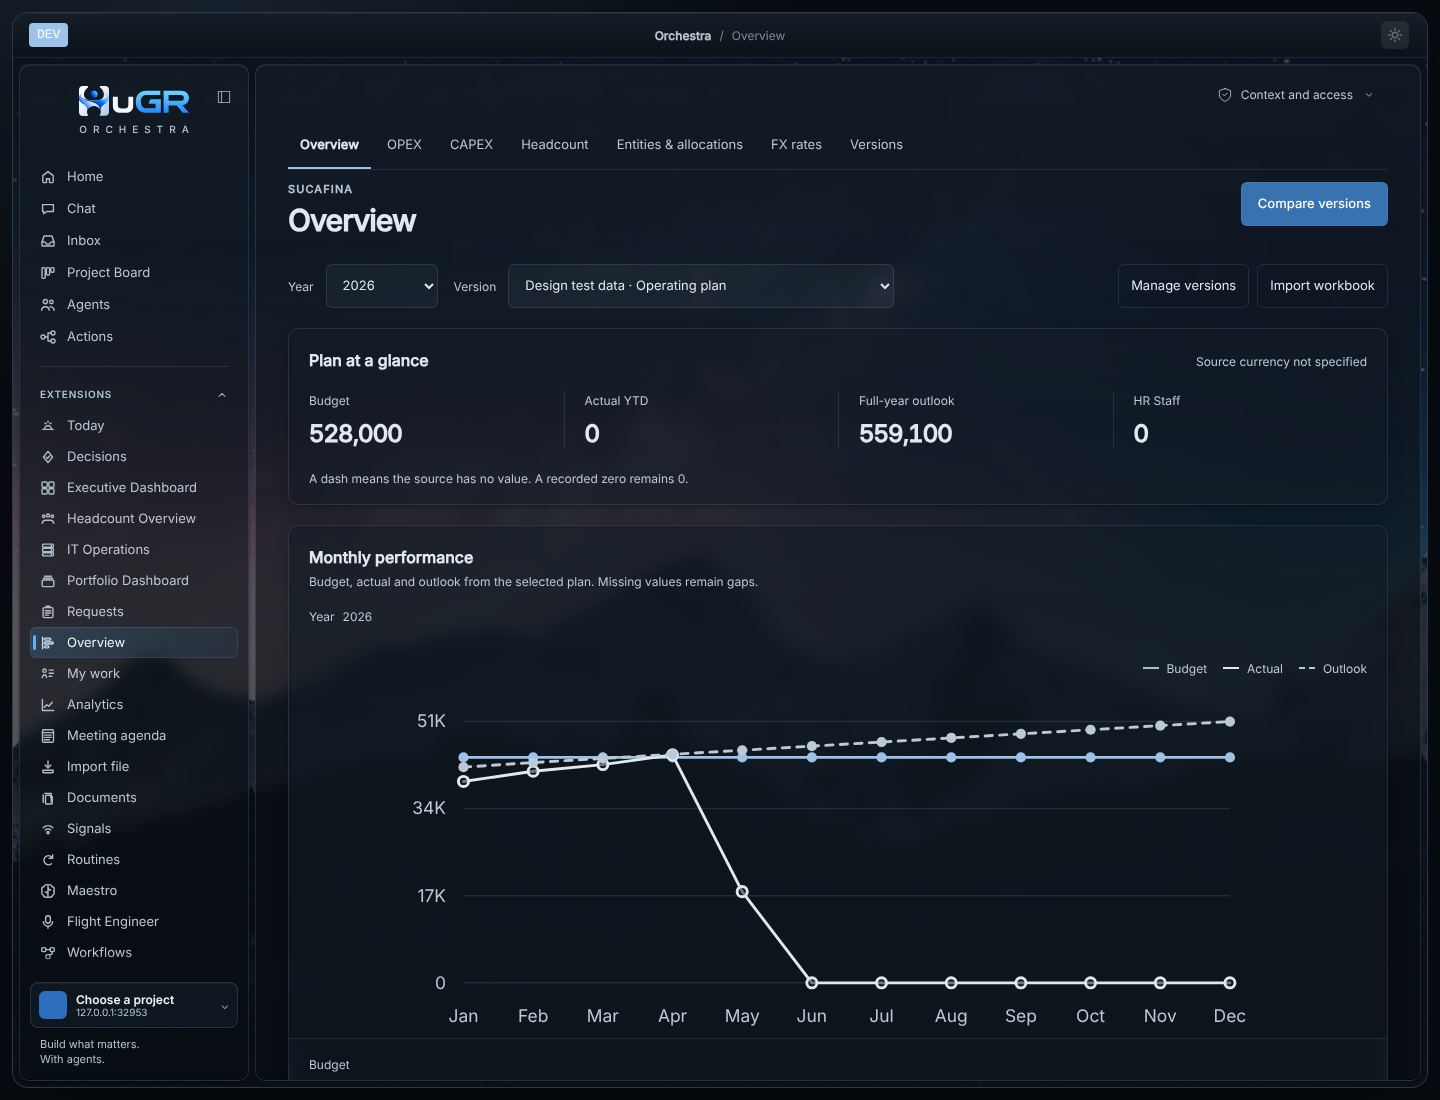 DEV
Orchestra / Overview
HuGR
ORCHESTRA
Home
Chat
Inbox
Project Board
Agents
Actions
EXTENSIONS
Today
Decisions
Executive Dashboard
Headcount Overview
IT Operations
Portfolio Dashboard
Requests
Overview
My work
Analytics
Meeting agenda
Import file
Documents
Signals
Routines
Maestro
Flight Engineer
Workflows
Choose a project
127.0.0.1:32953
Build what matters.
With agents.
Context and access
Overview OPEX CAPEX Headcount Entities & allocations FX rates Versions
SUCAFINA
Overview
Compare versions
Year 2026 Version Design test data · Operating plan Manage versions Import workbook
Plan at a glance Source currency not specified
Budget Actual YTD Full-year outlook HR Staff
528,000 0 559,100 0
A dash means the source has no value. A recorded zero remains 0.
Monthly performance
Budget, actual and outlook from the selected plan. Missing values remain gaps.
Year 2026
Budget Actual Outlook
51K
34K
17K
0
Jan Feb Mar Apr May Jun Jul Aug Sep Oct Nov Dec
Budget